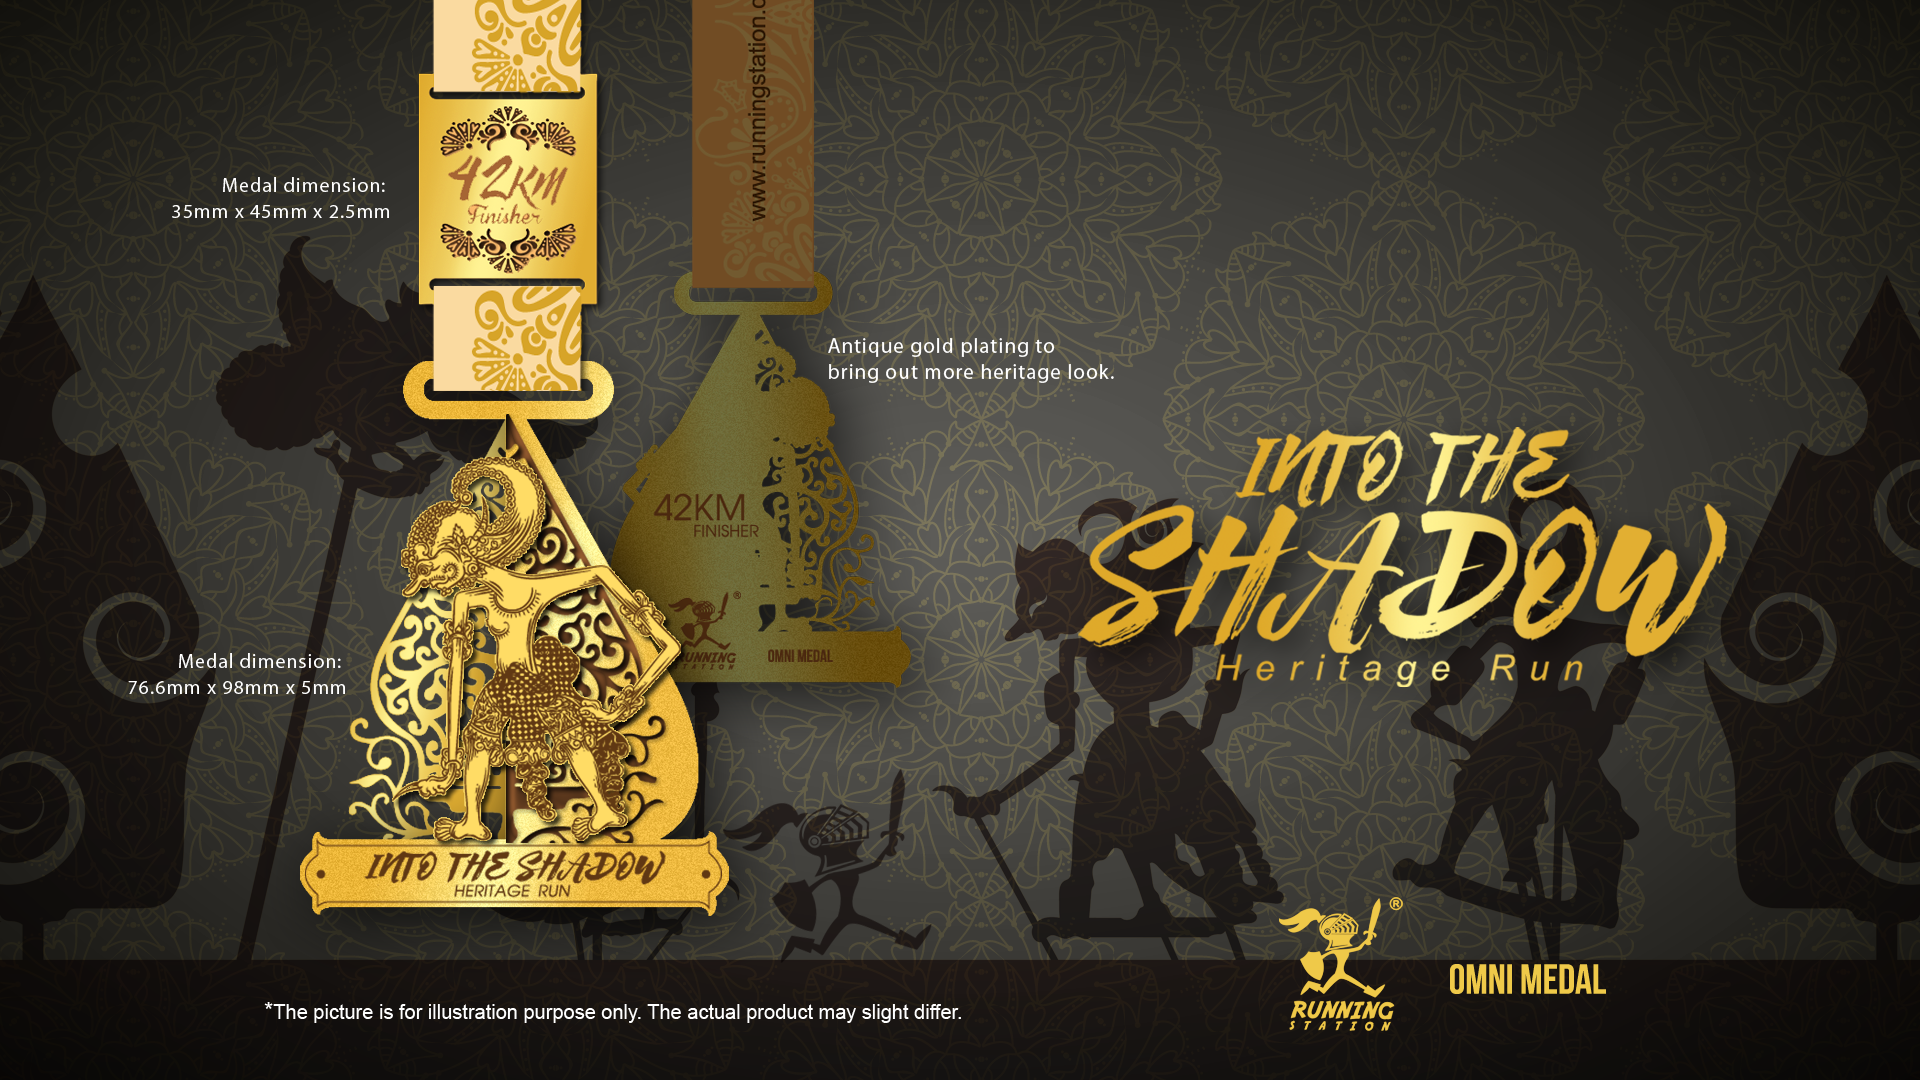 www.runningstation.c
42KM
Finisher
Medal dimension:
35mm x 45mm x 2.5mm
Antique gold plating to
bring out more heritage look.
42KM
FINISHER
®
RUNNING
STATION
OMNI MEDAL
Medal dimension:
76.6mm x 98mm x 5mm
INTO THE SHADOW
HERITAGE RUN
INTO THE
SHADOW
Heritage Run
®
RUNNING
STATION
OMNI MEDAL
*The picture is for illustration purpose only. The actual product may slight differ.